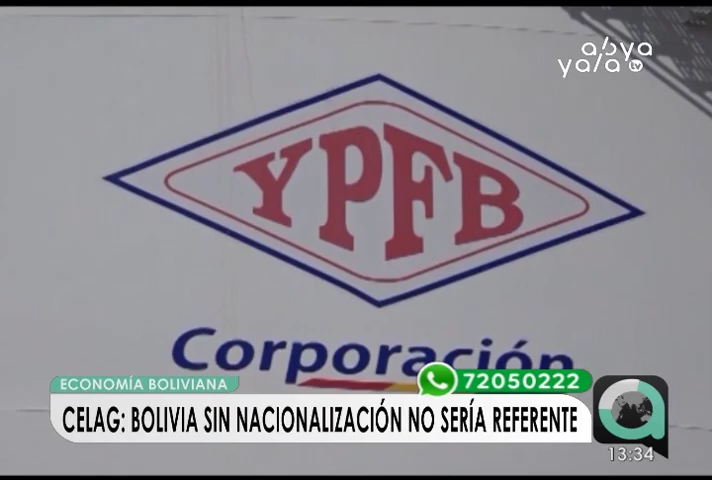 abya
yala tv
YPFB
Corporación
ECONOMÍA BOLIVIANA
72050222
CELAG: BOLIVIA SIN NACIONALIZACIÓN NO SERÍA REFERENTE
13:34